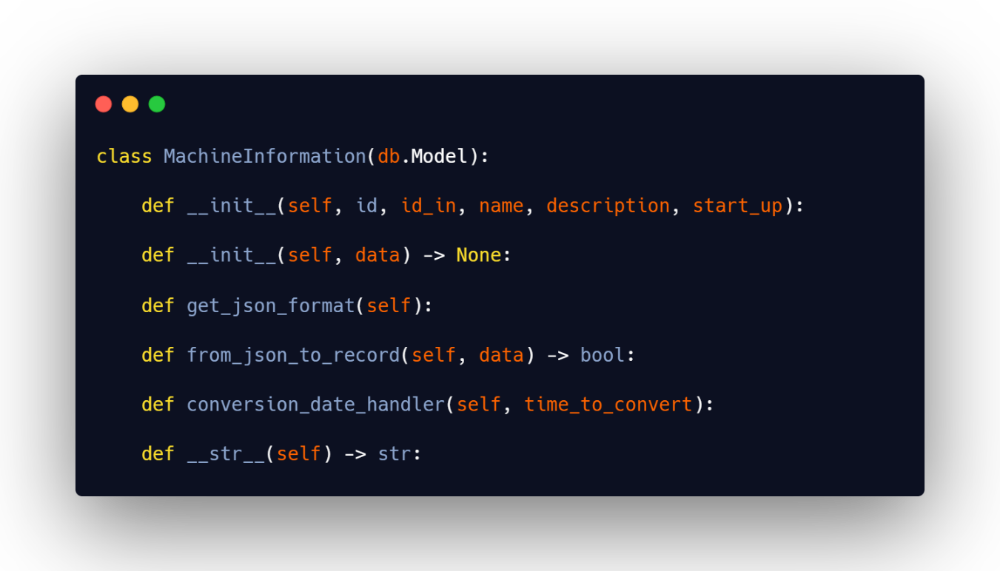 class MachineInformation(db.Model):
    def __init__(self, id, id_in, name, description, start_up):
    def __init__(self, data) -> None:
    def get_json_format(self):
    def from_json_to_record(self, data) -> bool:
    def conversion_date_handler(self, time_to_convert):
    def __str__(self) -> str: